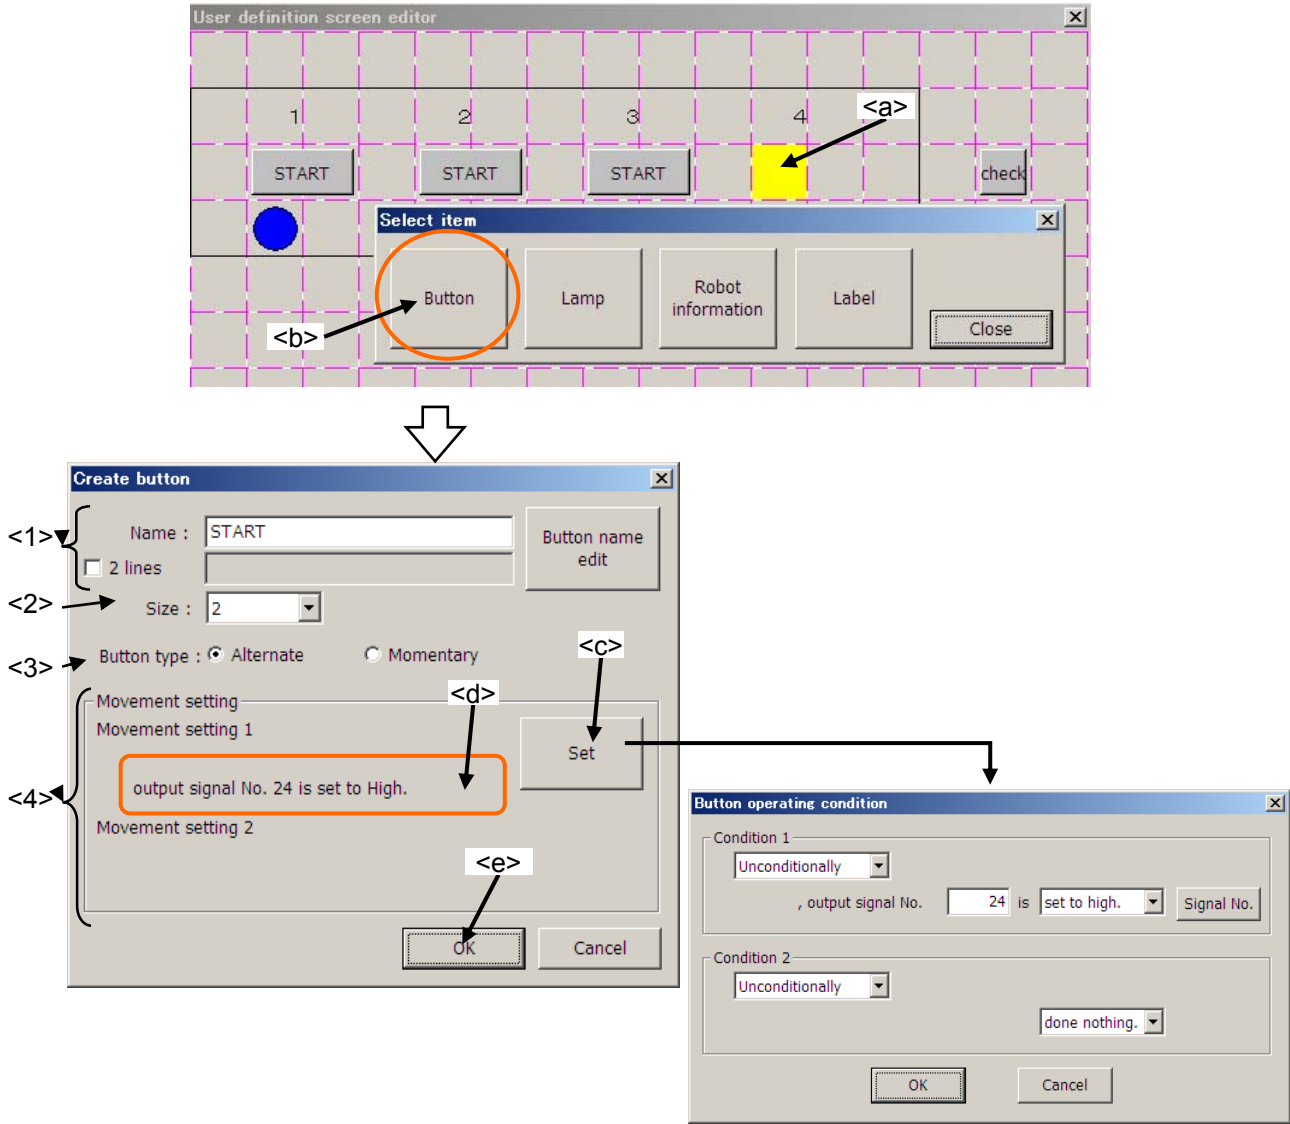 User definition screen editor
1 2 3 4 <a>
START START START check
Select item
Button Lamp Robot information Label
<b>
Close
Create button
<1>
Name : START
Button name edit
2 lines
<2>
Size : 2
<3>
Button type : Alternate Momentary
<c>
Movement setting
<d>
Movement setting 1
Set
<4>
output signal No. 24 is set to High.
Movement setting 2
<e>
OK Cancel
Button operating condition
Condition 1
Unconditionally
, output signal No. 24 is set to high. Signal No.
Condition 2
Unconditionally
done nothing.
OK Cancel